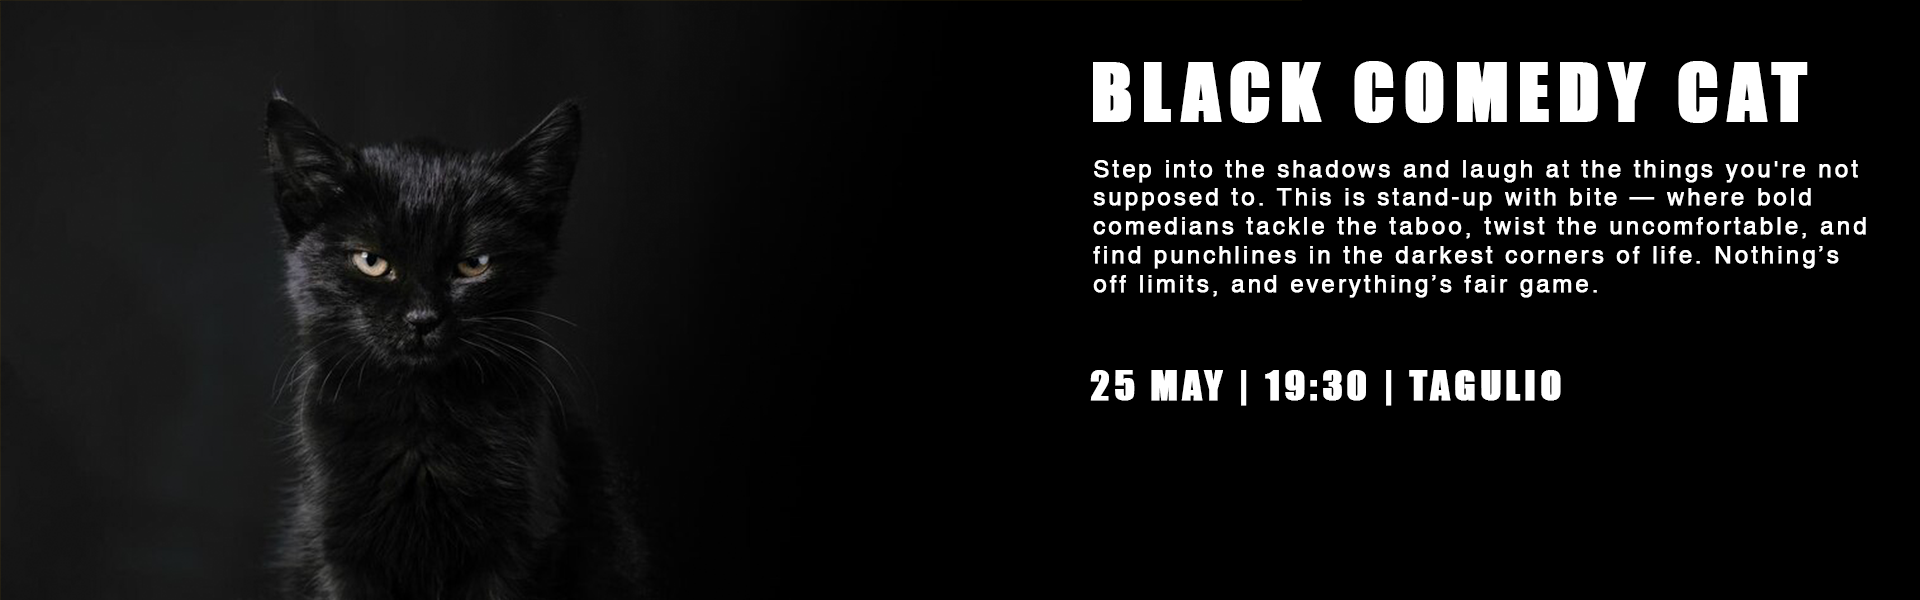 BLACK COMEDY CAT
Step into the shadows and laugh at the things you're not
supposed to. This is stand-up with bite — where bold
comedians tackle the taboo, twist the uncomfortable, and
find punchlines in the darkest corners of life. Nothing’s
off limits, and everything’s fair game.
25 MAY | 19:30 | TAGULIO